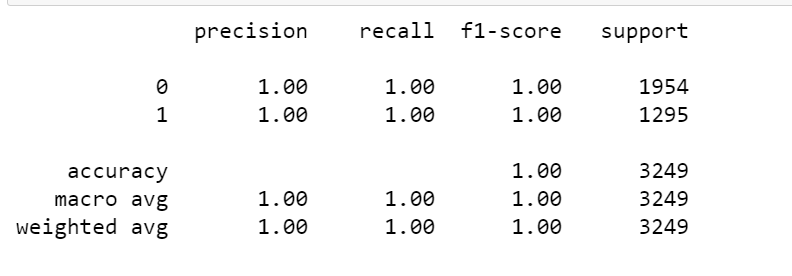 precision recall f1-score support
0 1.00 1.00 1.00 1954
1 1.00 1.00 1.00 1295
accuracy 1.00 3249
macro avg 1.00 1.00 1.00 3249
weighted avg 1.00 1.00 1.00 3249